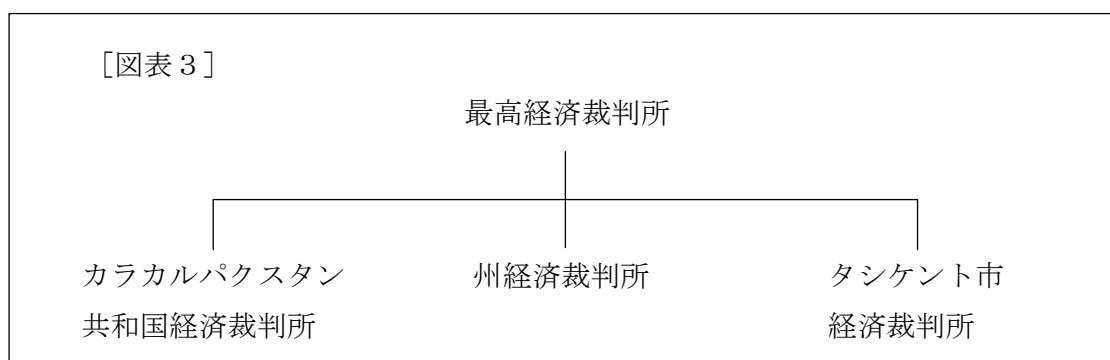 ［図表３］
最高経済裁判所
カラカルパクスタン
共和国経済裁判所
州経済裁判所
タシケント市
経済裁判所